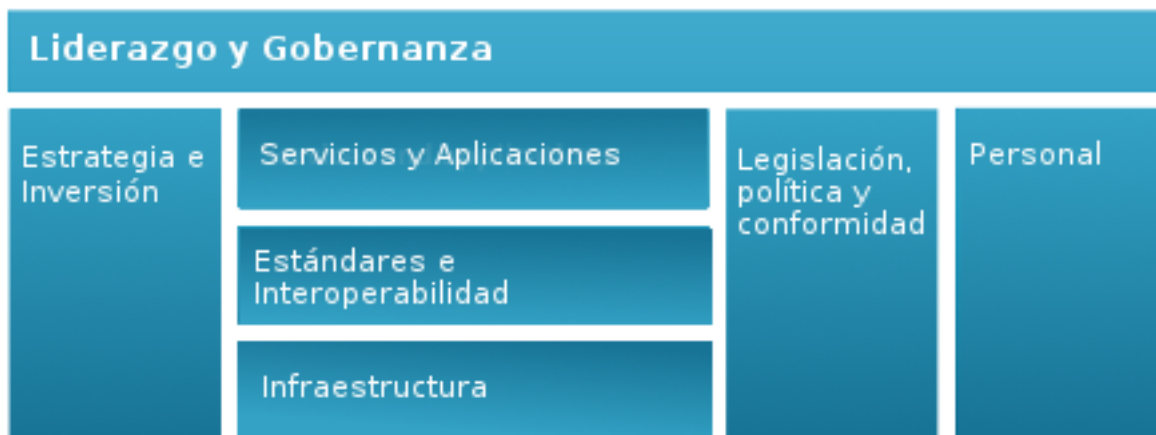 Liderazgo y Gobernanza
Estrategia e
Inversión
Servicios y Aplicaciones
Estándares e
Interoperabilidad
Infraestructura
Legislación,
política y
conformidad
Personal